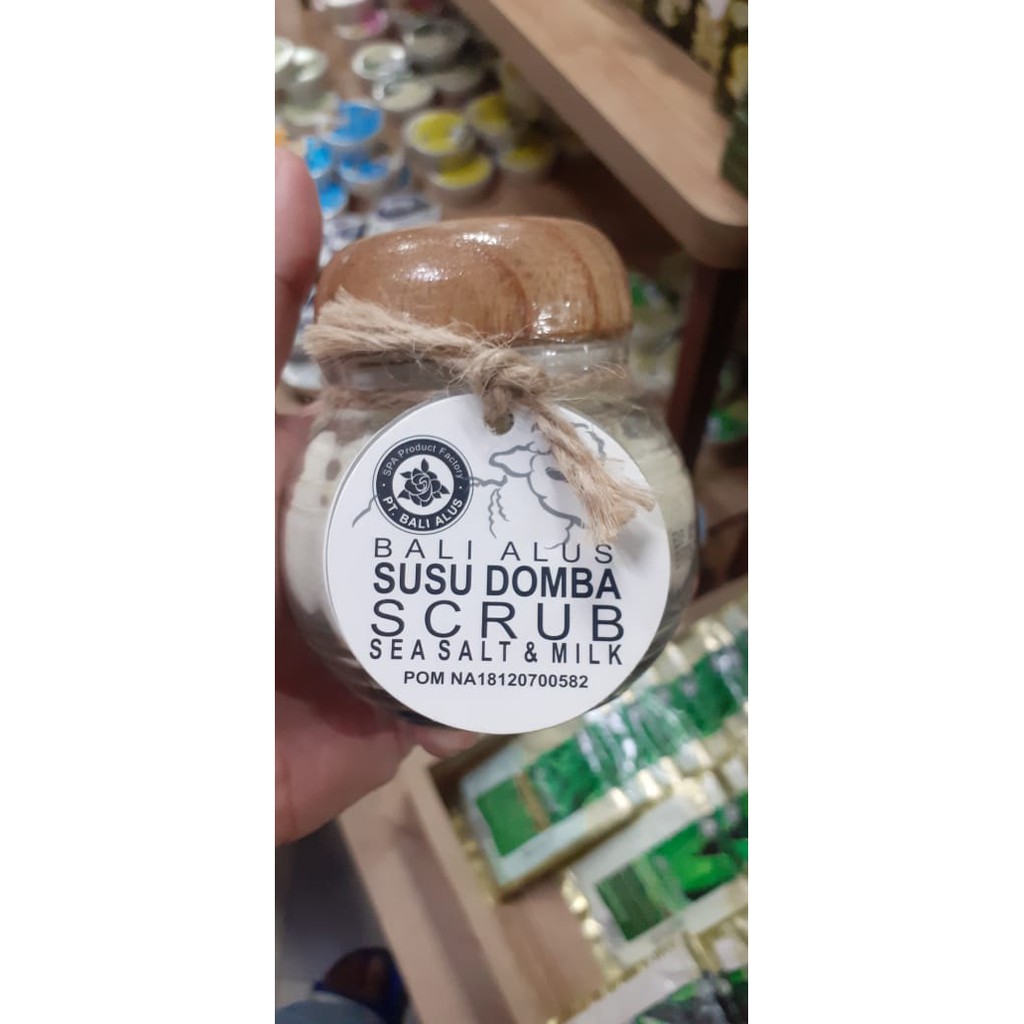 SPA Product Factory
PT. BALI ALUS
BALI ALUS
SUSU DOMBA
SCRUB
SEA SALT & MILK
POM NA18120700582